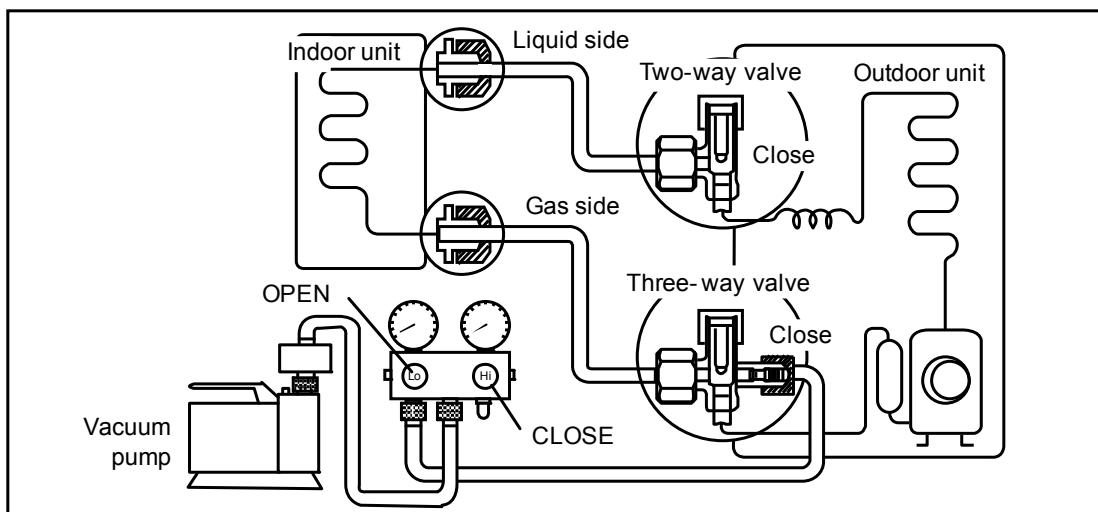 Indoor unit
Liquid side
Two-way valve
Outdoor unit
Close
Gas side
Three-way valve
Close
OPEN
Lo
Hi
CLOSE
Vacuum
pump